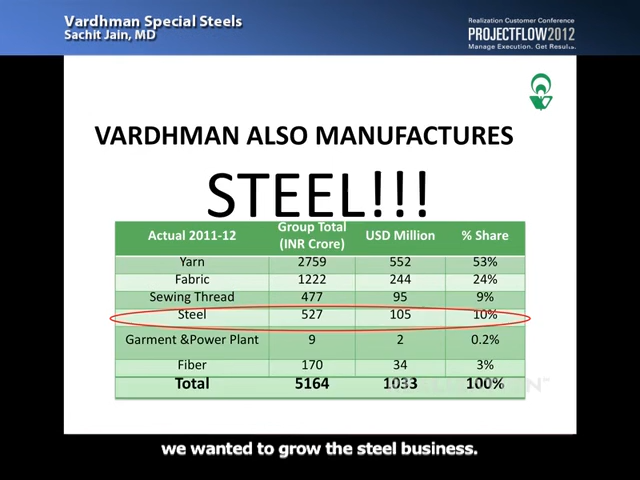 Vardhman Special Steels
Sachit Jain, MD
Realization Customer Conference
PROJECTFLOW2012
Manage Execution. Get Results.
VARDHMAN ALSO MANUFACTURES
STEEL!!!
Actual 2011-12 Group Total (INR Crore) USD Million % Share
Yarn 2759 552 53%
Fabric 1222 244 24%
Sewing Thread 477 95 9%
Steel 527 105 10%
Garment &Power Plant 9 2 0.2%
Fiber 170 34 3%
Total 5164 1033 100%
we wanted to grow the steel business.